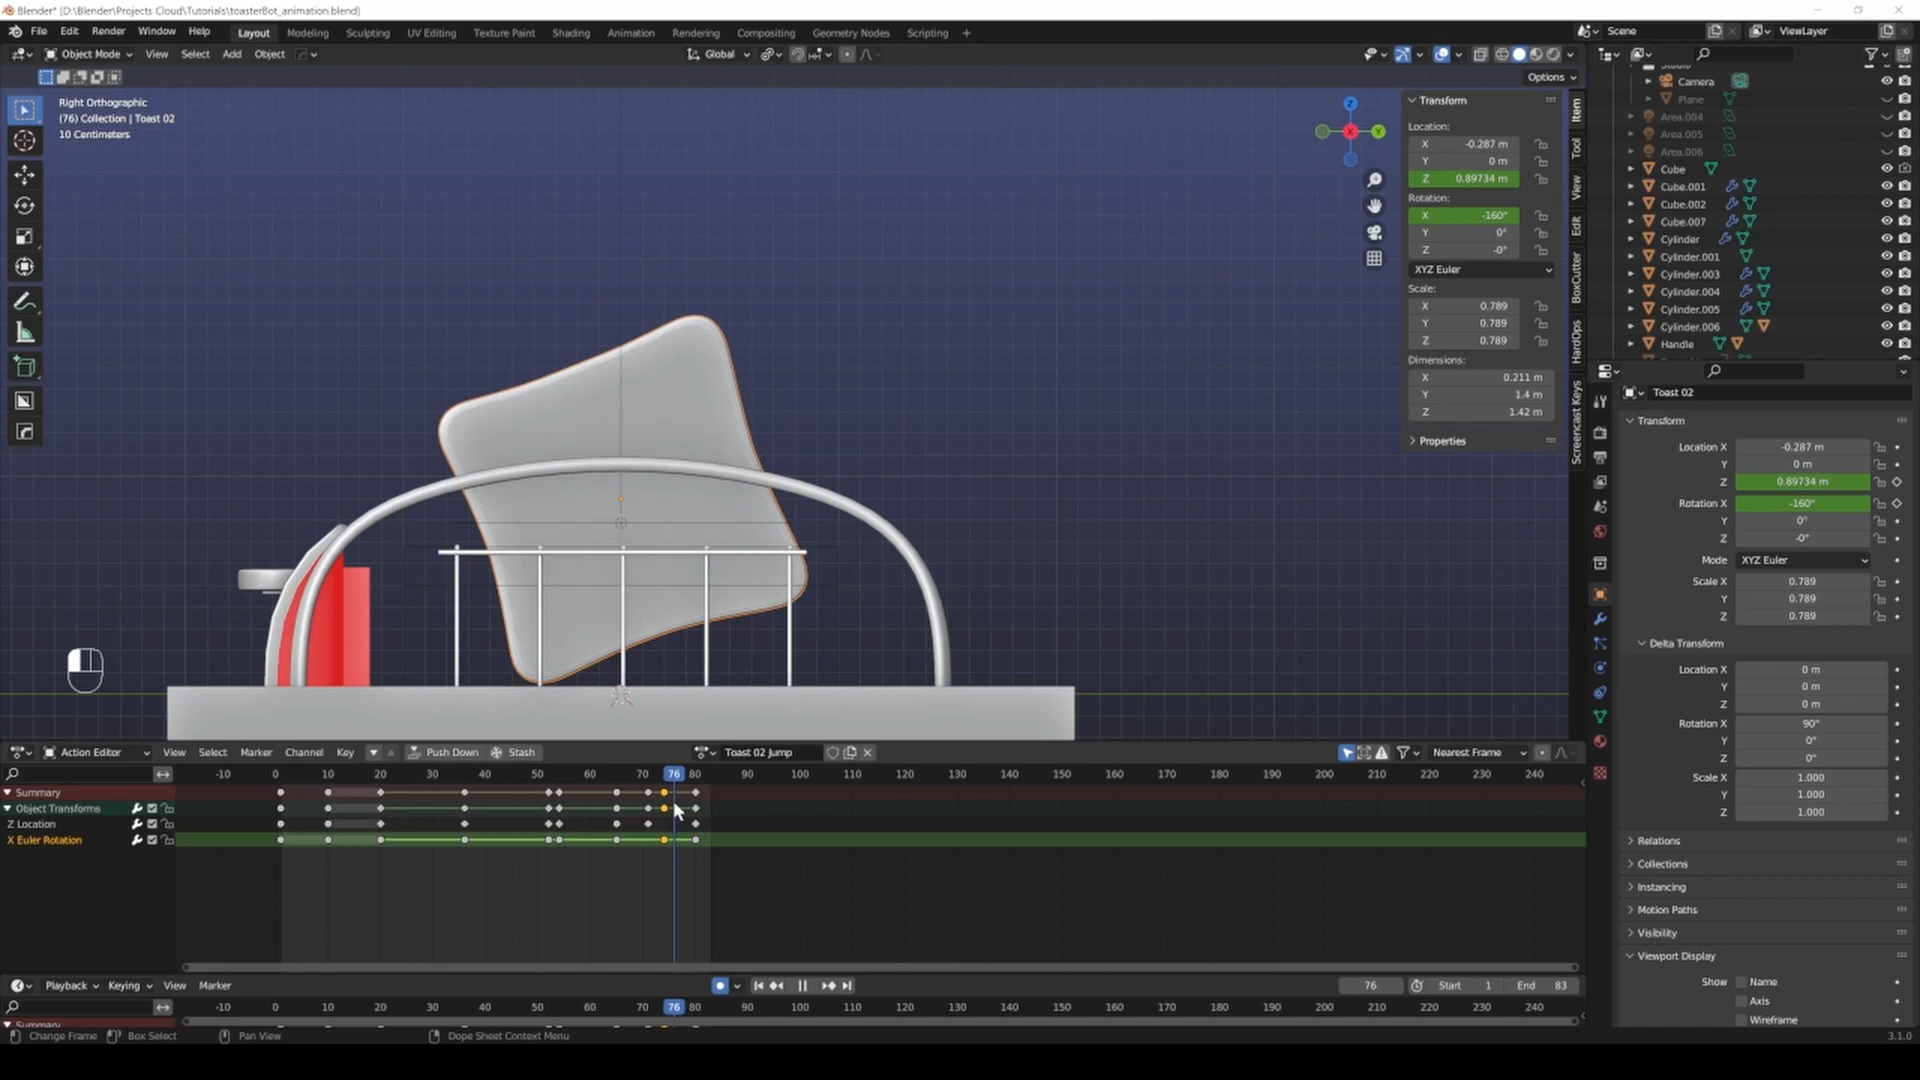 Blender* [D:\Blender\Projects Cloud\Tutorials\toasterBot_animation.blend]
File Edit Render Window Help Layout Modeling Sculpting UV Editing Texture Paint Shading Animation Rendering Compositing Geometry Nodes Scripting + Scene ViewLayer
Object Mode View Select Add Object Global
Options
Right Orthographic
(76) Collection | Toast 02
10 Centimeters
Z
X
Y
Transform
Location:
X -0.287 m
Y 0 m
Z 0.89734 m
Rotation:
X -160°
Y 0°
Z -0°
XYZ Euler
Scale:
X 0.789
Y 0.789
Z 0.789
Dimensions:
X 0.211 m
Y 1.4 m
Z 1.42 m
Properties
Item
Tool
View
Edit
BoxCutter
HardOps
Screencast Keys
Camera
Plane
Area.004
Area.005
Area.006
Cube
Cube.001
Cube.002
Cube.007
Cylinder
Cylinder.001
Cylinder.003
Cylinder.004
Cylinder.005
Cylinder.006
Handle
Toast 02
Transform
Location X -0.287 m
Y 0 m
Z 0.89734 m
Rotation X -160°
Y 0°
Z -0°
Mode XYZ Euler
Scale X 0.789
Y 0.789
Z 0.789
Delta Transform
Location X 0 m
Y 0 m
Z 0 m
Rotation X 90°
Y 0°
Z 0°
Scale X 1.000
Y 1.000
Z 1.000
Relations
Collections
Instancing
Motion Paths
Visibility
Viewport Display
Show Name
Axis
Wireframe
Action Editor View Select Marker Channel Key Push Down Stash Toast 02 Jump Nearest Frame
-10 0 10 20 30 40 50 60 70 76 80 90 100 110 120 130 140 150 160 170 180 190 200 210 220 230 240
Summary
Object Transforms
Z Location
X Euler Rotation
Playback Keying View Marker 76 Start 1 End 83
-10 0 10 20 30 40 50 60 70 76 80 90 100 110 120 130 140 150 160 170 180 190 200 210 220 230 240
Summary
Change Frame Box Select Pan View Dope Sheet Context Menu 3.1.0